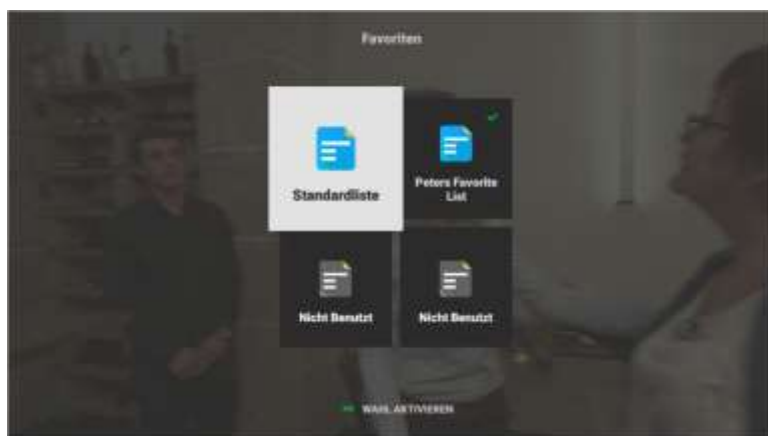 Favoriten
Standardliste
Peters Favorite
List
Nicht Benutzt
Nicht Benutzt
WAHL AKTIVIEREN